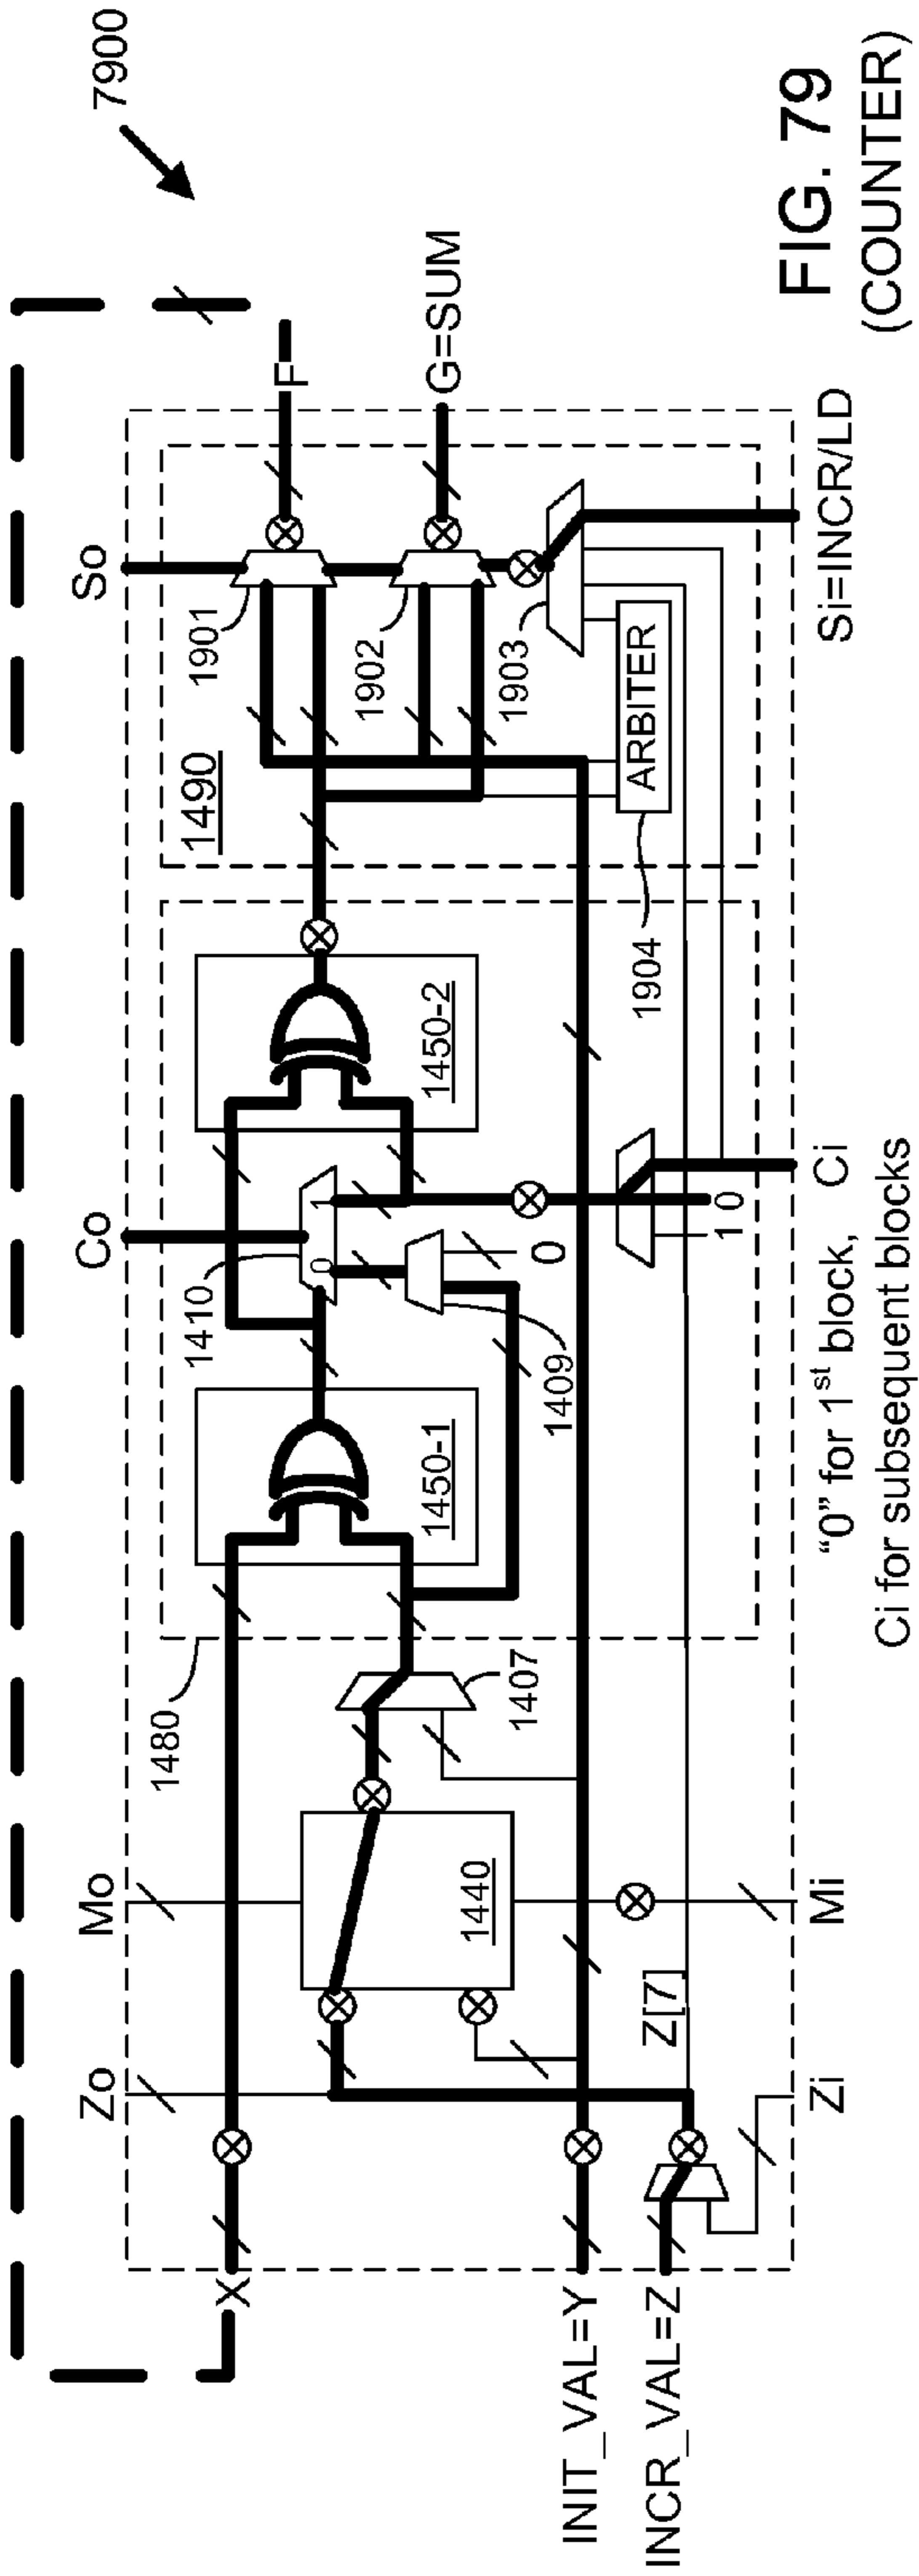 7900
So
Co
Mo
Zo
F
G=SUM
1901
1902
1903
1490
ARBITER
1904
1450-2
1410
0
1
1409
0
1450-1
1480
1407
1440
Z[7]
1 0
X
INIT_VAL=Y
INCR_VAL=Z
Zi
Mi
Ci
"0" for 1st block,
Ci for subsequent blocks
Si=INCR/LD
FIG. 79
(COUNTER)